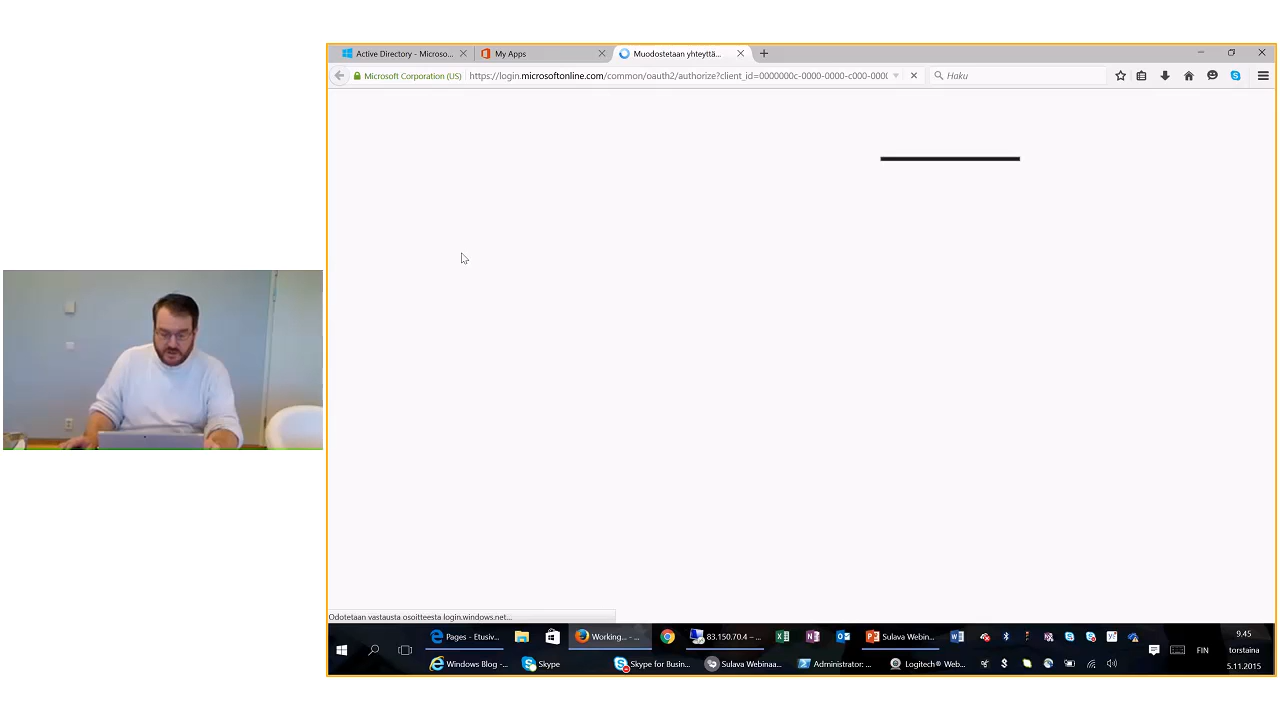 Active Directory - Microso...
My Apps
Muodostetaan yhteyttä...
Microsoft Corporation (US)
https://login.microsoftonline.com/common/oauth2/authorize?client_id=0000000c-0000-0000-c000-000(
Haku
Odotetaan vastausta osoitteesta login.windows.net...
Pages - Etusiv...
Working... - ...
83.150.70.4 – ...
Sulava Webin...
9.45
Windows Blog -...
Skype
Skype for Busin...
Sulava Webinaa...
Administrator: ...
Logitech® Web...
FIN
torstaina
5.11.2015